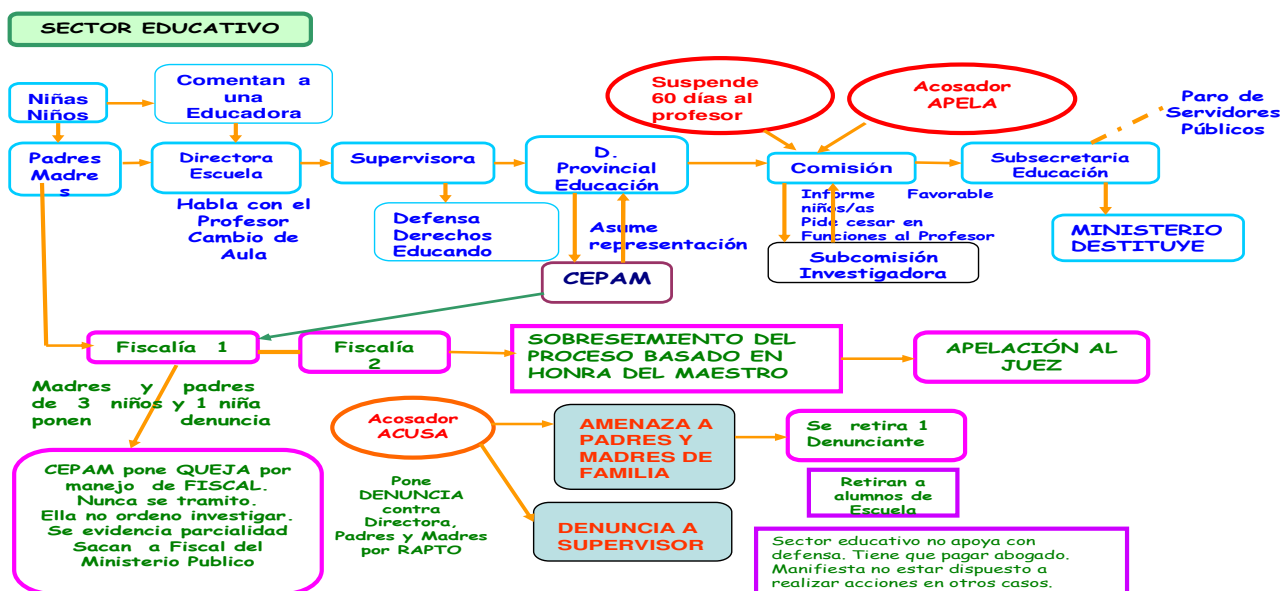 SECTOR EDUCATIVO
Niñas
Niños
Comentan a
una
Educadora
Suspende
60 días al
profesor
Acosador
APELA
Paro de
Servidores
Públicos
Padres
Madre
s
Directora
Escuela
Supervisora
D.
Provincial
Educación
Comisión
Subsecretaria
Educación
Habla con el
Profesor
Cambio de
Aula
Defensa
Derechos
Educando
Asume
representación
Informe Favorable
niños/as
Pide cesar en
Funciones al Profesor
Subcomisión
Investigadora
MINISTERIO
DESTITUYE
CEPAM
Fiscalía 1
Fiscalía
2
SOBRESEIMIENTO DEL
PROCESO BASADO EN
HONRA DEL MAESTRO
APELACIÓN AL
JUEZ
Madres y padres
de 3 niños y 1 niña
ponen denuncia
Acosador
ACUSA
AMENAZA A
PADRES Y
MADRES DE
FAMILIA
Se retira 1
Denunciante
CEPAM pone QUEJA por
manejo de FISCAL.
Nunca se tramito.
Ella no ordeno investigar.
Se evidencia parcialidad
Sacan a Fiscal del
Ministerio Publico
Pone
DENUNCIA
contra
Directora,
Padres y Madres
por RAPTO
DENUNCIA A
SUPERVISOR
Retiran a
alumnos de
Escuela
Sector educativo no apoya con
defensa. Tiene que pagar abogado.
Manifiesta no estar dispuesto a
realizar acciones en otros casos.